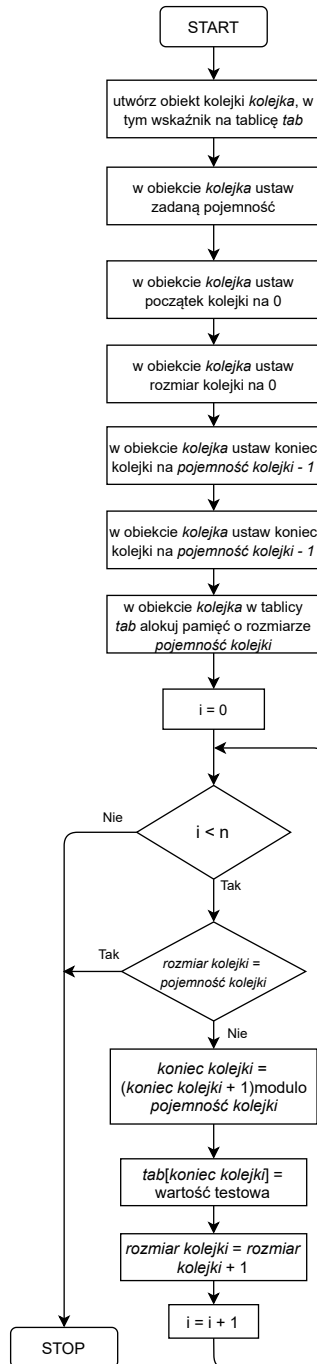 START
utwórz obiekt kolejki kolejka, w
tym wskaźnik na tablicę tab
w obiekcie kolejka ustaw
zadaną pojemność
w obiekcie kolejka ustaw
początek kolejki na 0
w obiekcie kolejka ustaw
rozmiar kolejki na 0
w obiekcie kolejka ustaw koniec
kolejki na pojemność kolejki - 1
w obiekcie kolejka ustaw koniec
kolejki na pojemność kolejki - 1
w obiekcie kolejka w tablicy
tab alokuj pamięć o rozmiarze
pojemność kolejki
i = 0
Nie
i < n
Tak
Tak
rozmiar kolejki =
pojemność kolejki
Nie
koniec kolejki =
(koniec kolejki + 1)modulo
pojemność kolejki
tab[koniec kolejki] =
wartość testowa
rozmiar kolejki = rozmiar
kolejki + 1
i = i + 1
STOP